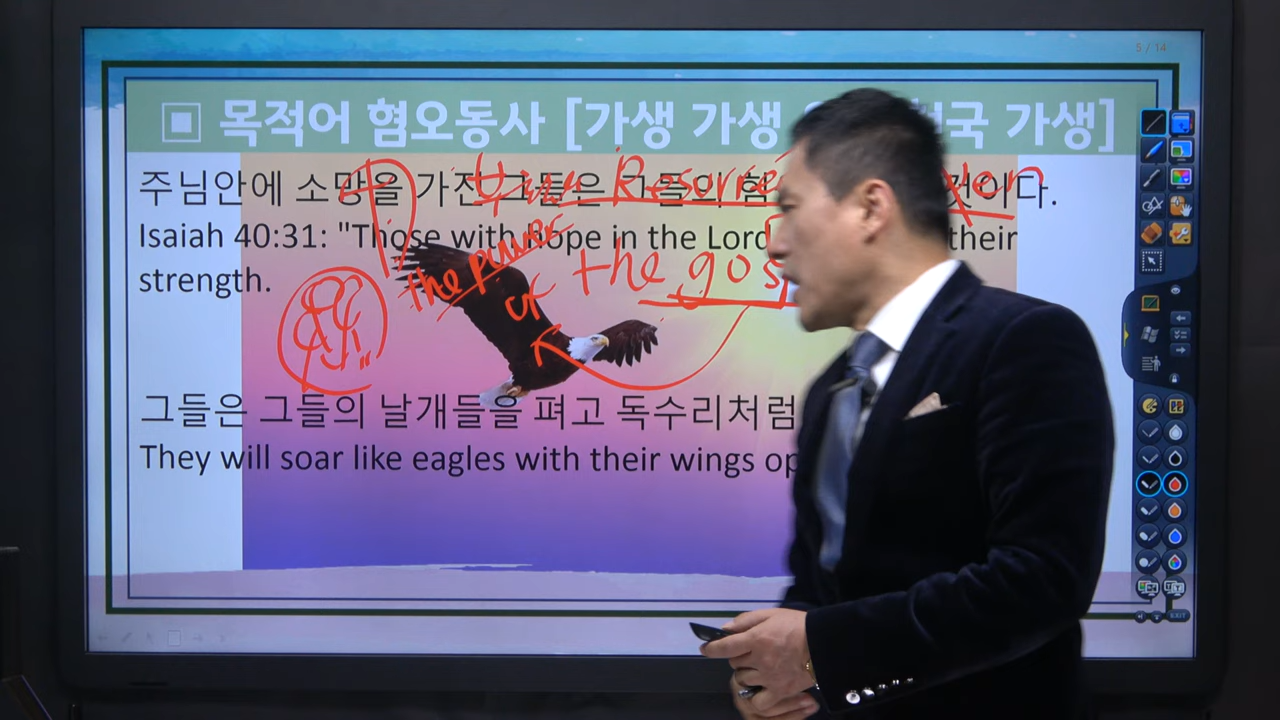 5 / 14
▣ 목적어 혐오동사 [가생 가생 천국 가생]
주님안에 소망을 가진 그들은 그들의 힘 것이다.
Isaiah 40:31: "Those with hope in the Lord their
strength.
the power
of the gosp
그들은 그들의 날개들을 펴고 독수리처럼
They will soar like eagles with their wings op
EXIT